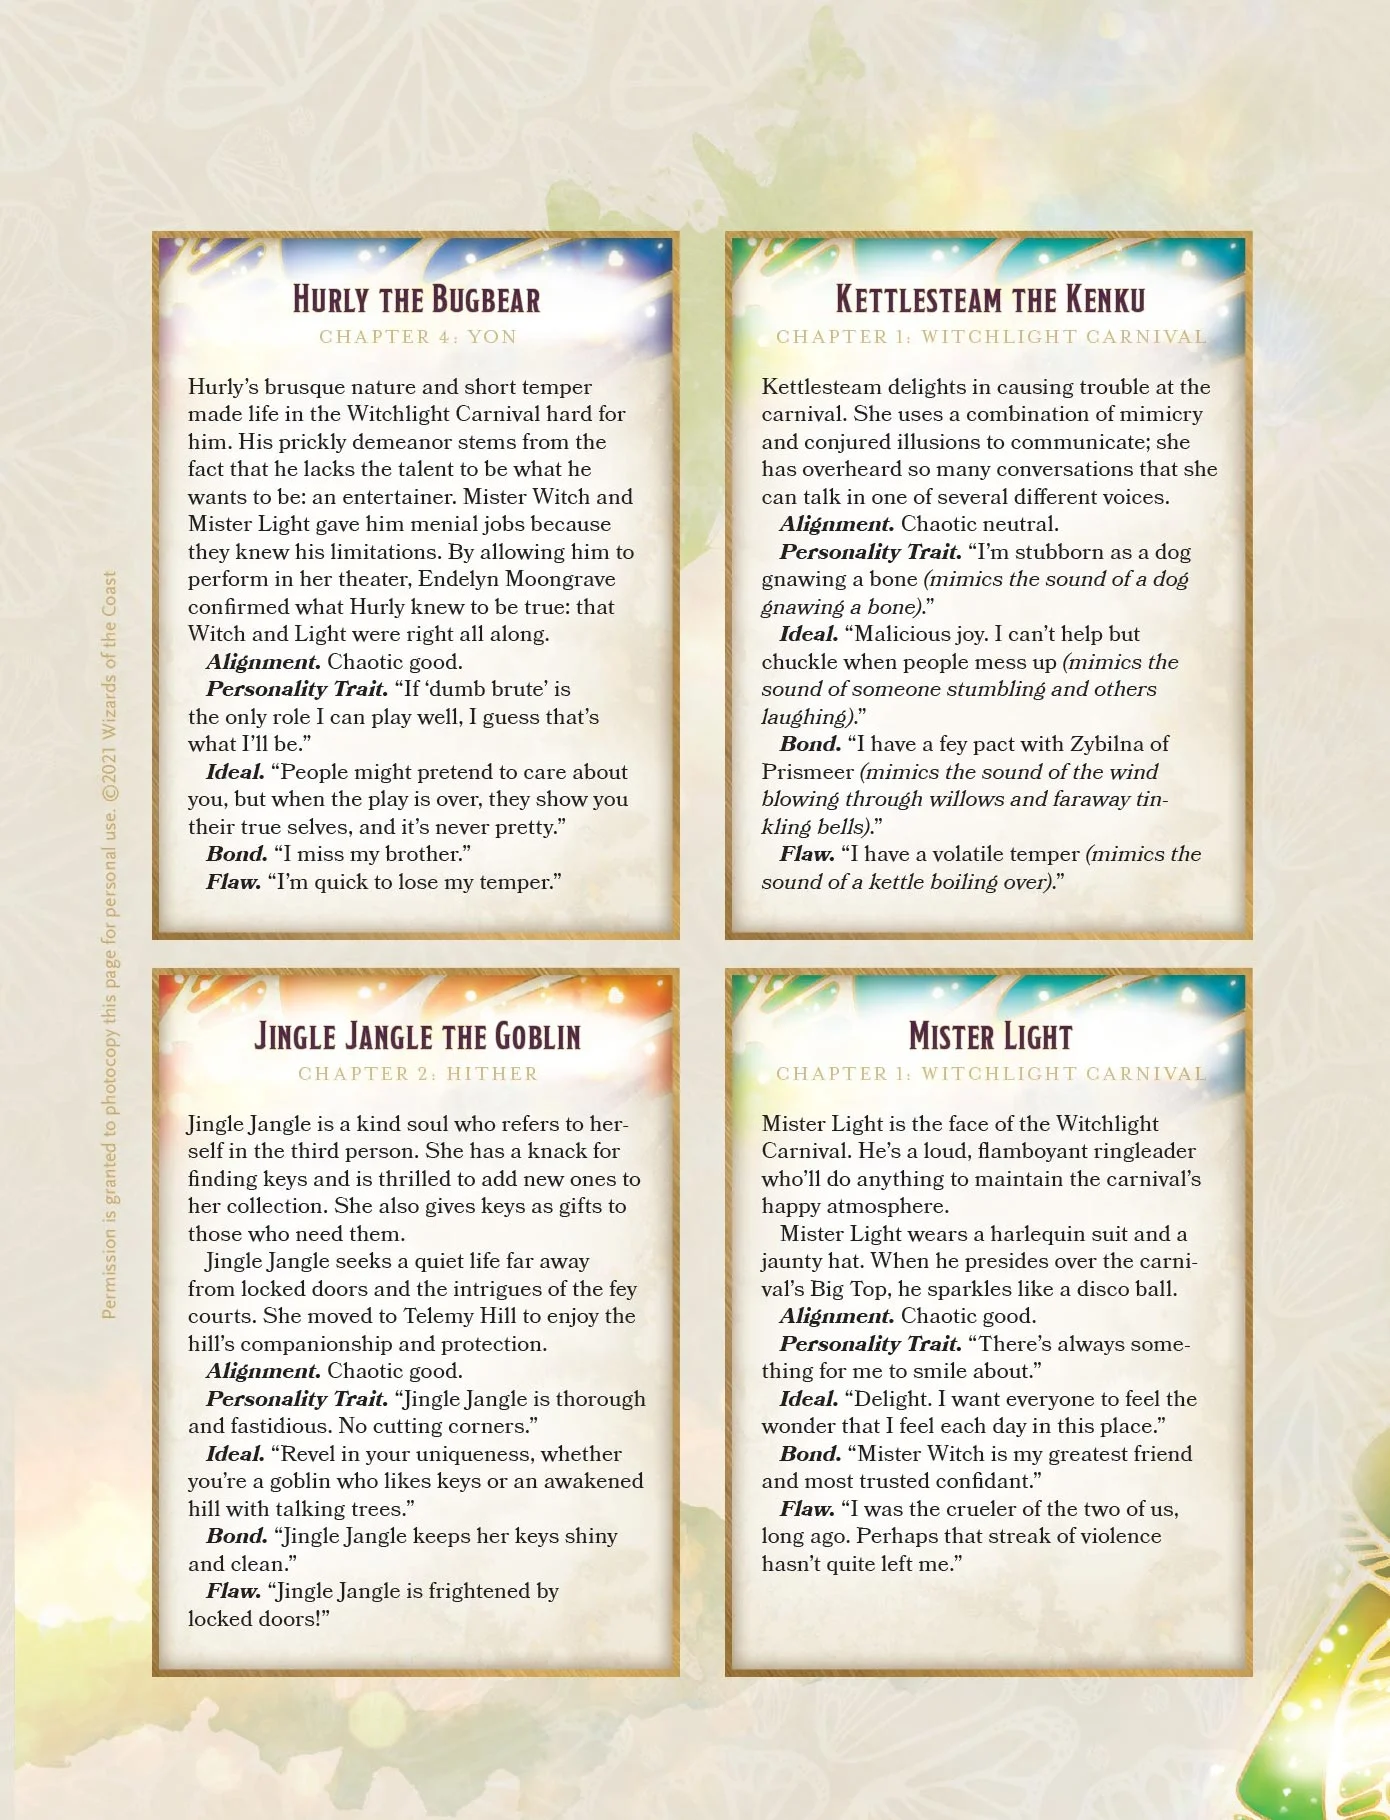 Hurly the Bugbear
Chapter 4: Yon
Hurly’s brusque nature and short temper
made life in the Witchlight Carnival hard for
him. His prickly demeanor stems from the
fact that he lacks the talent to be what he
wants to be: an entertainer. Mister Witch and
Mister Light gave him menial jobs because
they knew his limitations. By allowing him to
perform in her theater, Endelyn Moongrave
confirmed what Hurly knew to be true: that
Witch and Light were right all along.
Alignment. Chaotic good.
Personality Trait. “If ‘dumb brute’ is
the only role I can play well, I guess that’s
what I’ll be.”
Ideal. “People might pretend to care about
you, but when the play is over, they show you
their true selves, and it’s never pretty.”
Bond. “I miss my brother.”
Flaw. “I’m quick to lose my temper.”
Kettlesteam the Kenku
Chapter 1: Witchlight Carnival
Kettlesteam delights in causing trouble at the
carnival. She uses a combination of mimicry
and conjured illusions to communicate; she
has overheard so many conversations that she
can talk in one of several different voices.
Alignment. Chaotic neutral.
Personality Trait. “I’m stubborn as a dog
gnawing a bone (mimics the sound of a dog
gnawing a bone).”
Ideal. “Malicious joy. I can’t help but
chuckle when people mess up (mimics the
sound of someone stumbling and others
laughing).”
Bond. “I have a fey pact with Zybilna of
Prismeer (mimics the sound of the wind
blowing through willows and faraway tin-
kling bells).”
Flaw. “I have a volatile temper (mimics the
sound of a kettle boiling over).”
Jingle Jangle the Goblin
Chapter 2: Hither
Jingle Jangle is a kind soul who refers to her-
self in the third person. She has a knack for
finding keys and is thrilled to add new ones to
her collection. She also gives keys as gifts to
those who need them.
Jingle Jangle seeks a quiet life far away
from locked doors and the intrigues of the fey
courts. She moved to Telemy Hill to enjoy the
hill’s companionship and protection.
Alignment. Chaotic good.
Personality Trait. “Jingle Jangle is thorough
and fastidious. No cutting corners.”
Ideal. “Revel in your uniqueness, whether
you’re a goblin who likes keys or an awakened
hill with talking trees.”
Bond. “Jingle Jangle keeps her keys shiny
and clean.”
Flaw. “Jingle Jangle is frightened by
locked doors!”
Mister Light
Chapter 1: Witchlight Carnival
Mister Light is the face of the Witchlight
Carnival. He’s a loud, flamboyant ringleader
who’ll do anything to maintain the carnival’s
happy atmosphere.
Mister Light wears a harlequin suit and a
jaunty hat. When he presides over the carni-
val’s Big Top, he sparkles like a disco ball.
Alignment. Chaotic good.
Personality Trait. “There’s always some-
thing for me to smile about.”
Ideal. “Delight. I want everyone to feel the
wonder that I feel each day in this place.”
Bond. “Mister Witch is my greatest friend
and most trusted confidant.”
Flaw. “I was the crueler of the two of us,
long ago. Perhaps that streak of violence
hasn’t quite left me.”
Permission is granted to photocopy this page for personal use. ©2021 Wizards of the Coast